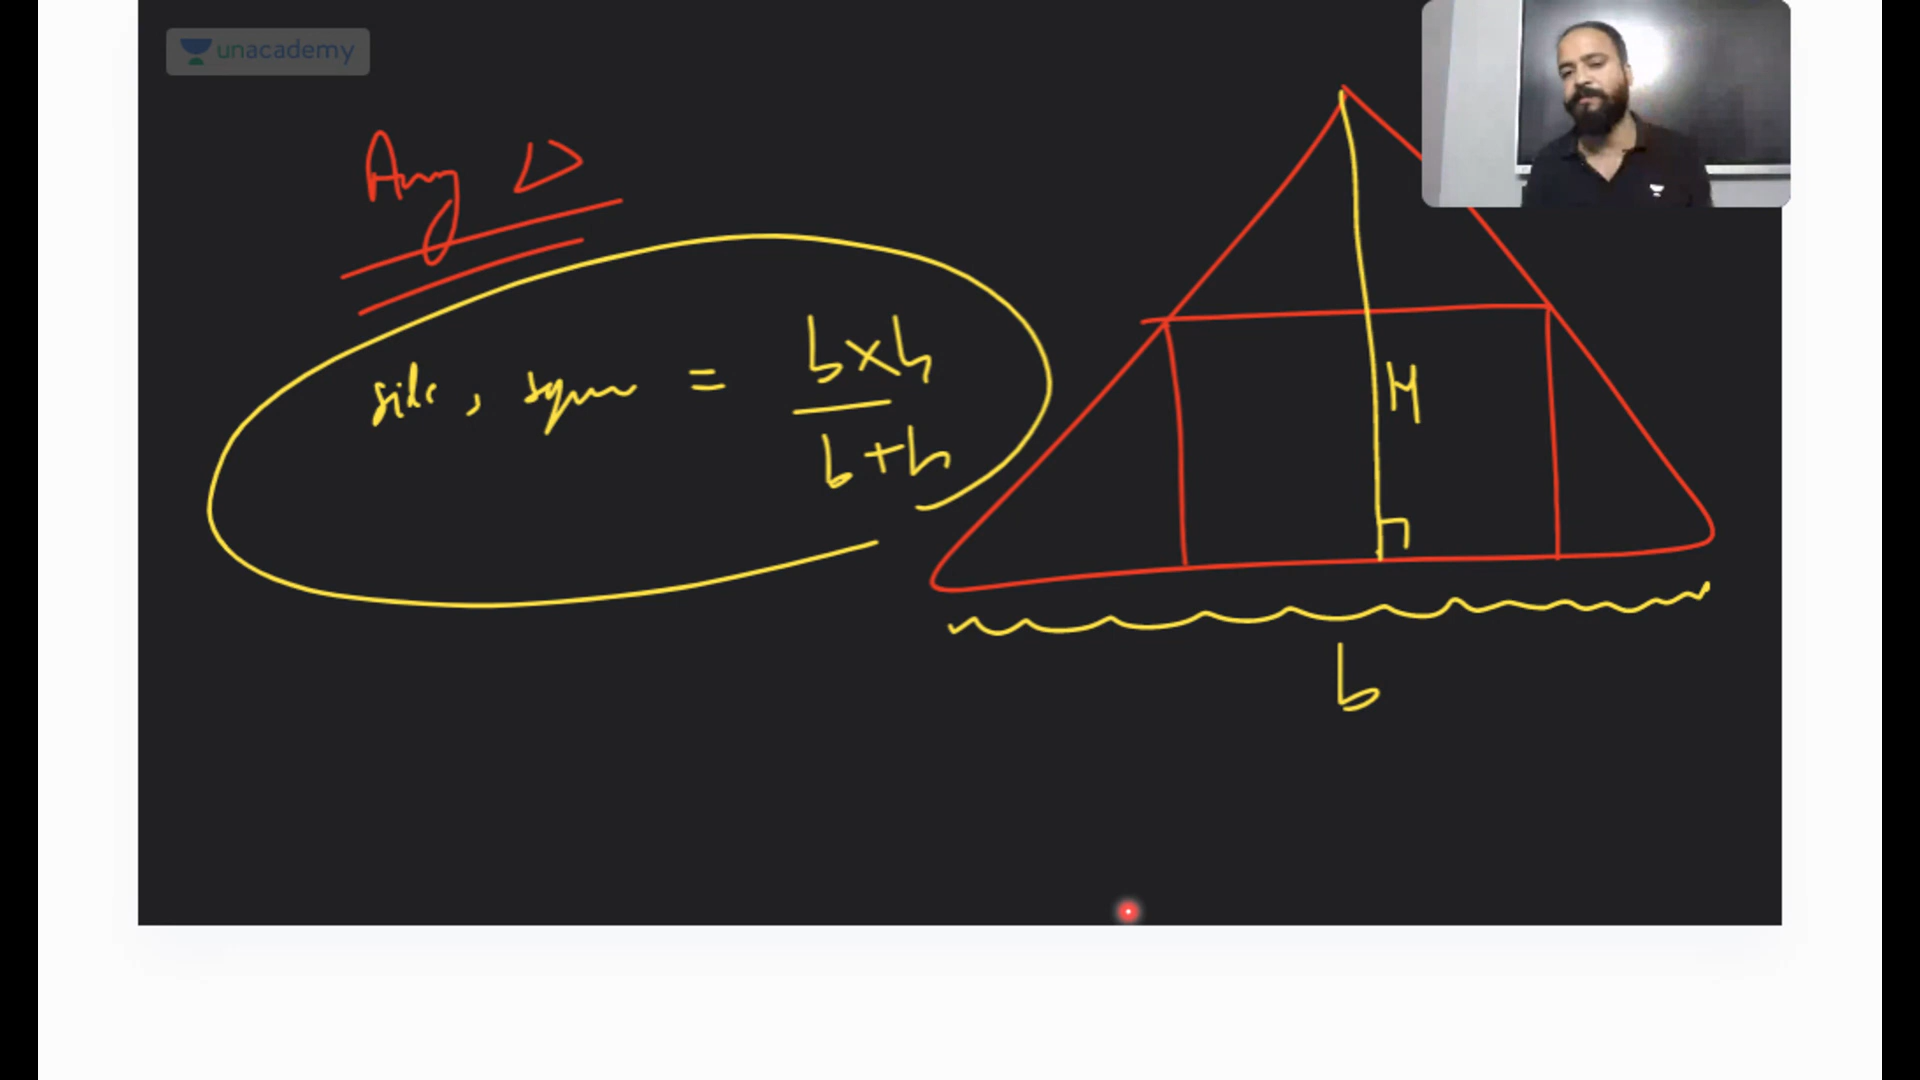 unacademy
Any Δ
side, square = b×h
b+h
H
b